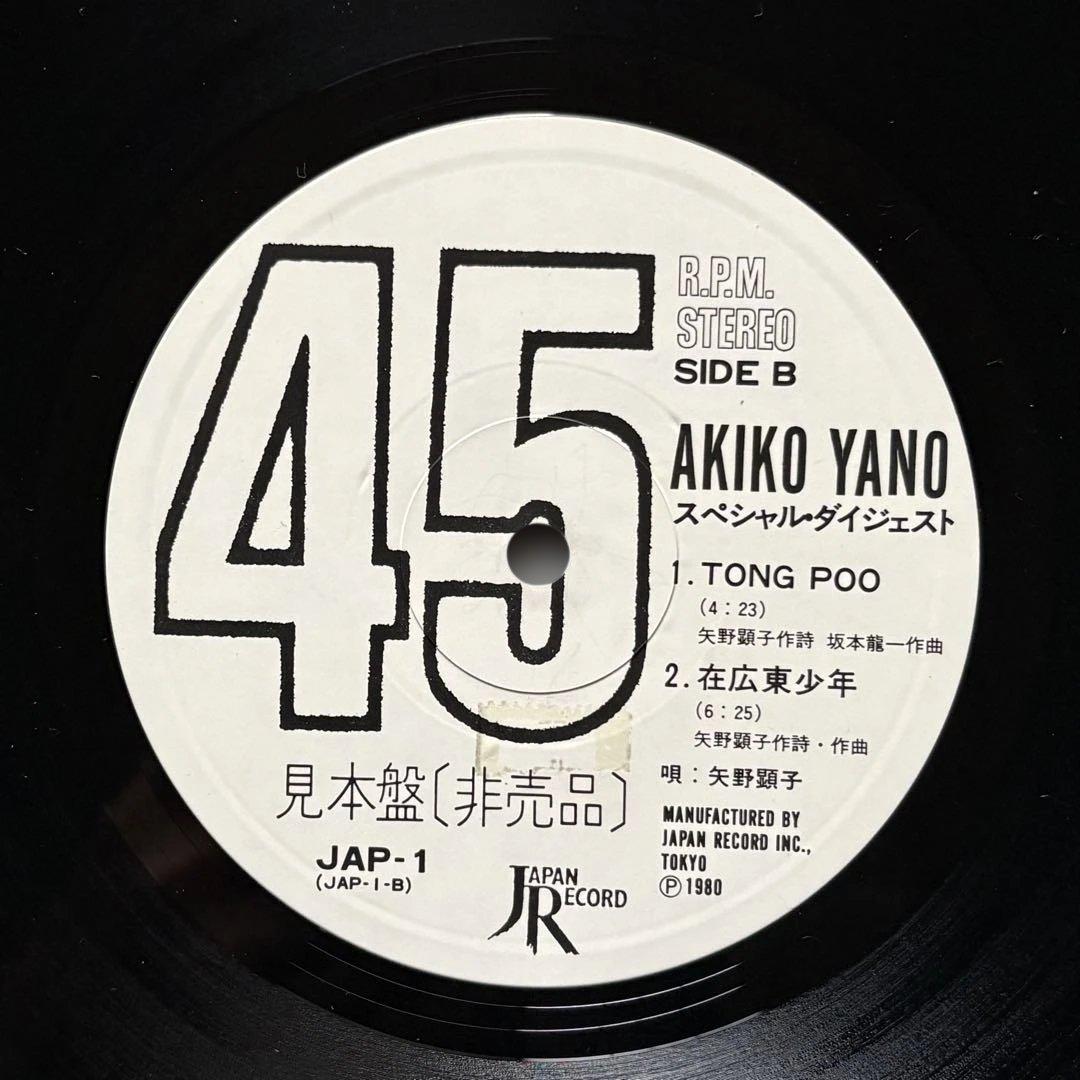 45
R.P.M.
STEREO
SIDE B
AKIKO YANO
スペシャル・ダイジェスト
1. TONG POO
(4:23)
矢野顕子作詩 坂本龍一作曲
2. 在広東少年
(6:25)
矢野顕子作詩・作曲
唄:矢野顕子
見本盤〔非売品〕
JAP-1
(JAP-1-B)
JAPAN
RECORD
MANUFACTURED BY
JAPAN RECORD INC.,
TOKYO
Ⓟ 1980